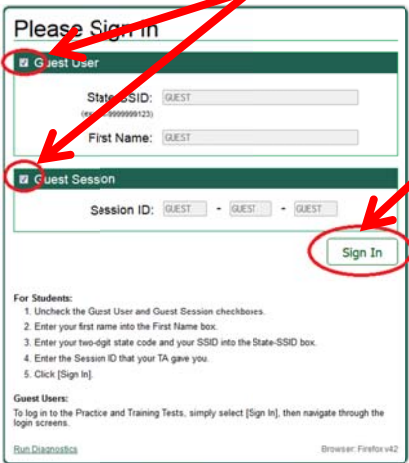 Please Sign In
Guest User
State-SSID: GUEST
First Name: GUEST
Guest Session
Session ID: GUEST - GUEST - GUEST
Sign In
For Students:
1. Uncheck the Guest User and Guest Session checkboxes.
2. Enter your first name into the First Name box.
3. Enter your two-digit state code and your SSID into the State-SSID box.
4. Enter the Session ID that your TA gave you.
5. Click [Sign In].
Guest Users:
To log in to the Practice and Training Tests, simply select [Sign In], then navigate through the
login screens.
Run Diagnostics
Browser: Firefox v42